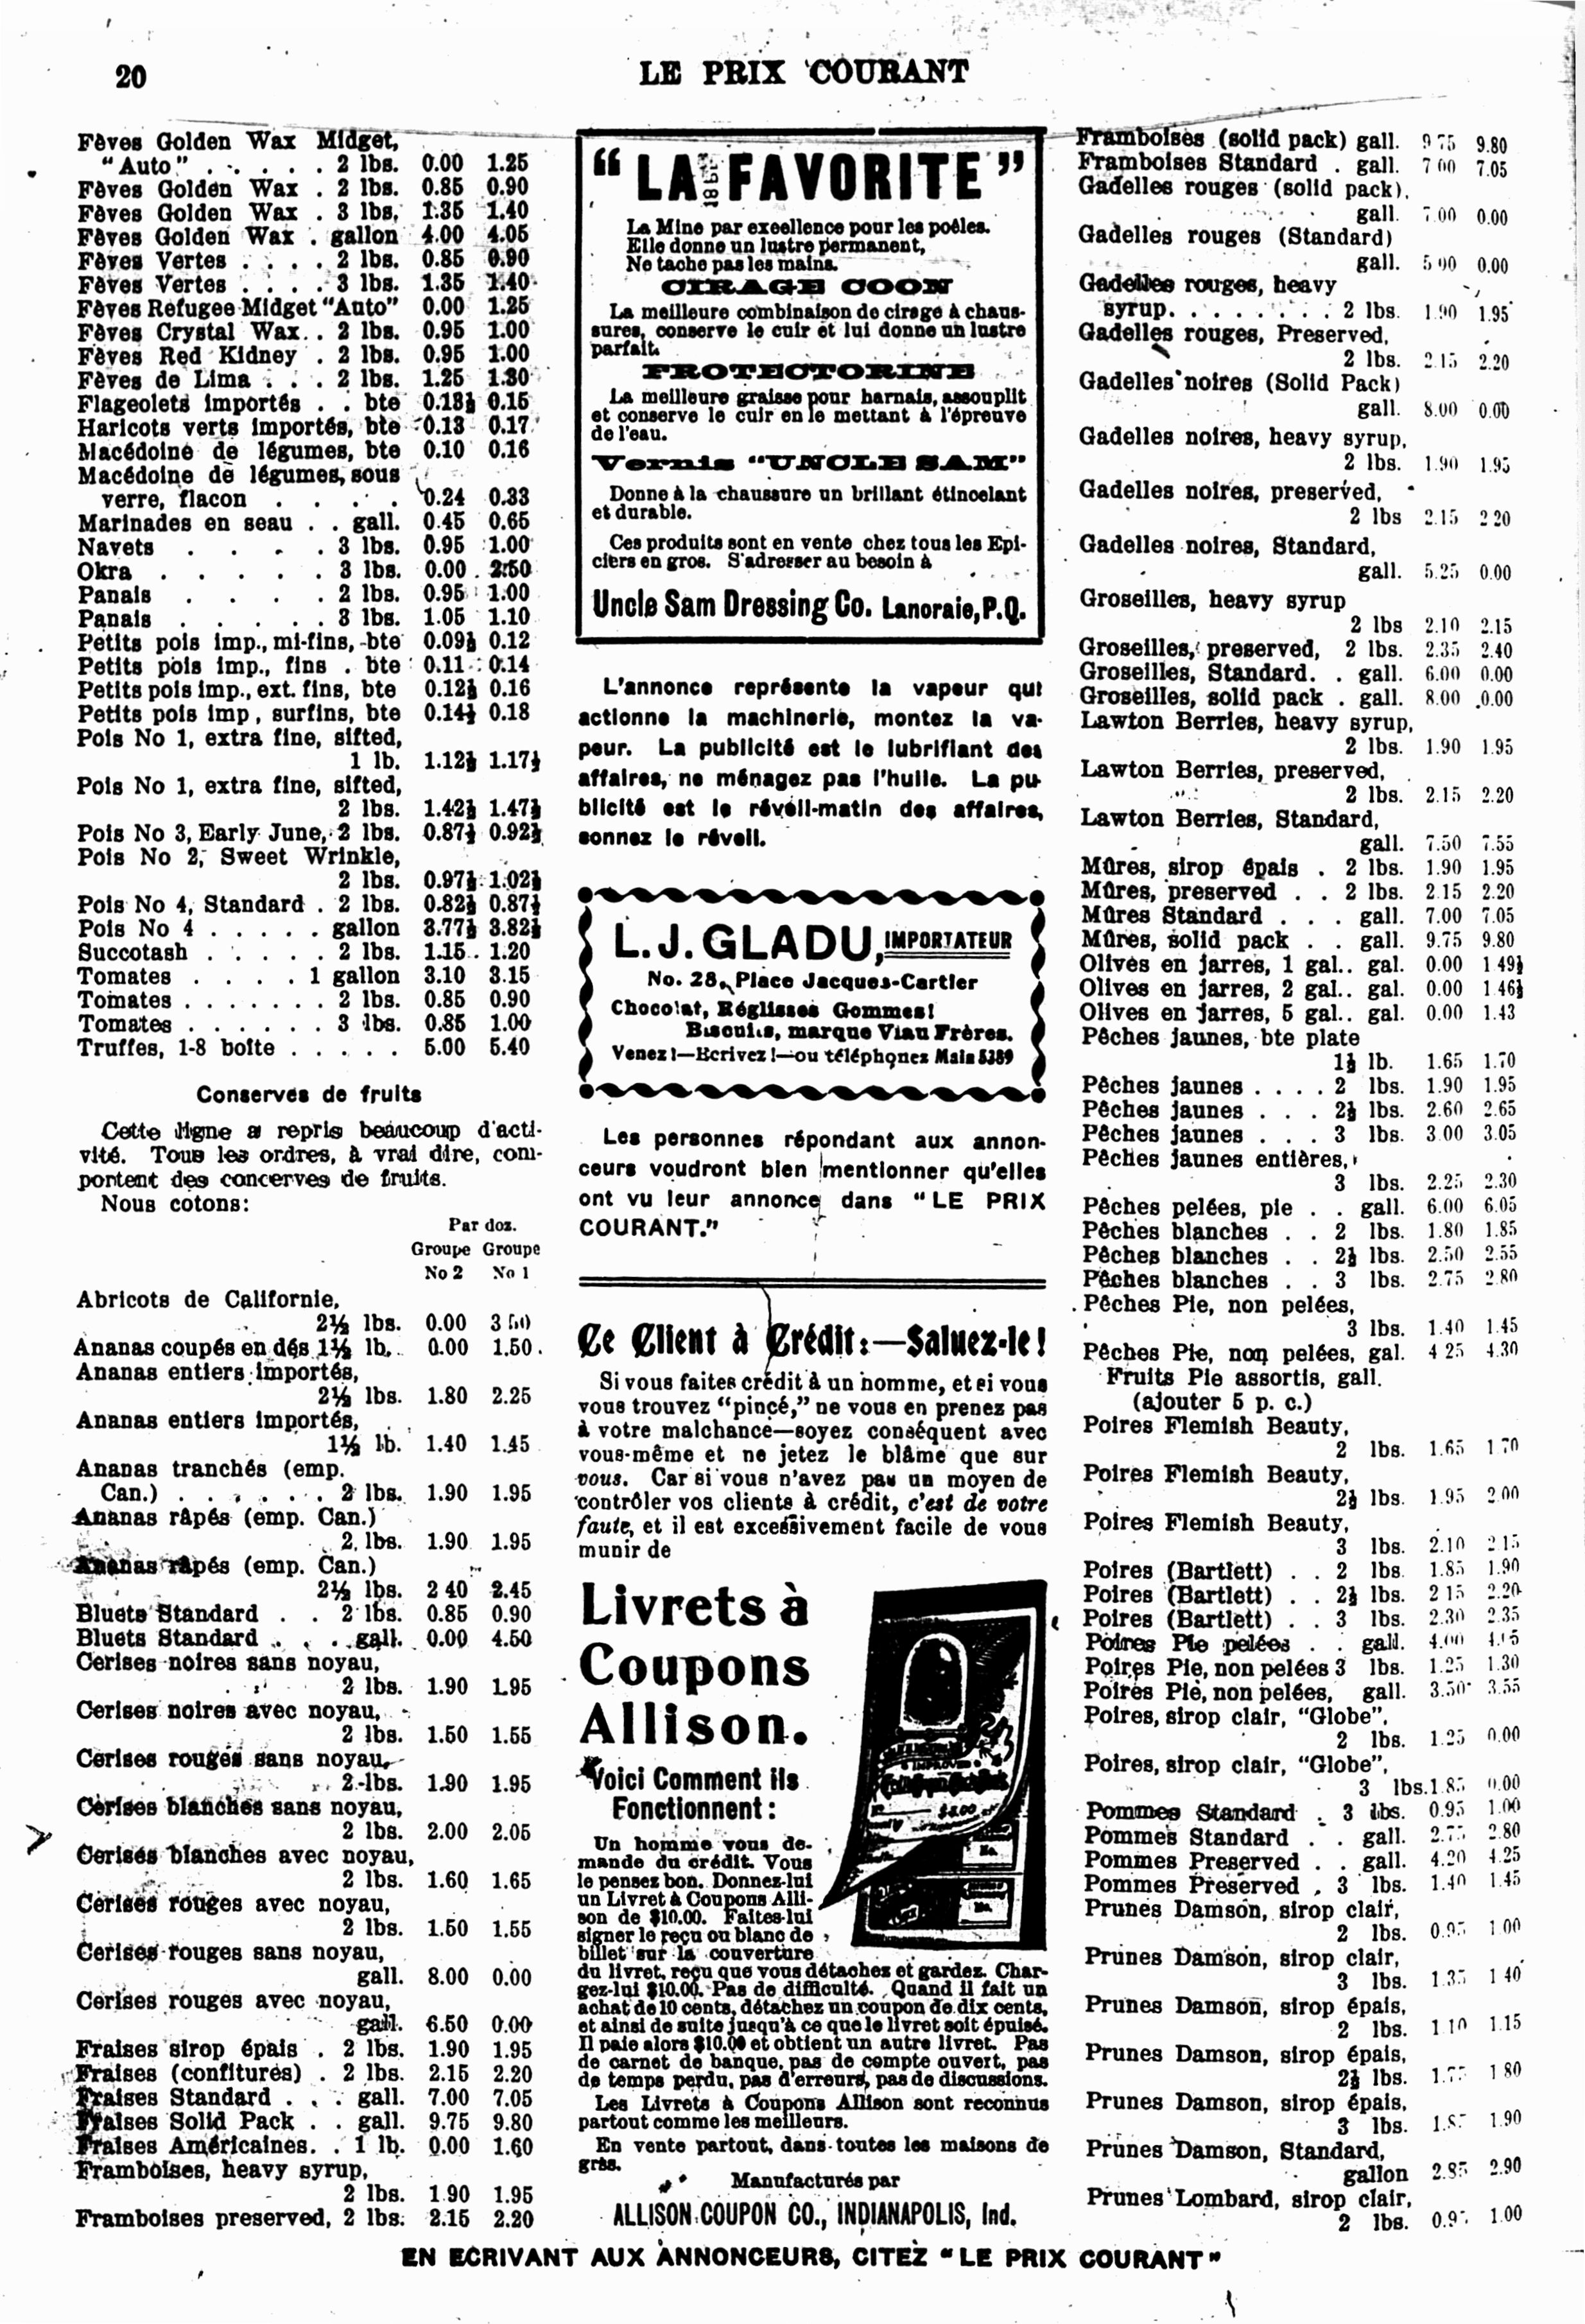 20
LE PRIX COURANT
Fèves Golden Wax Midget,
"Auto" . . . . . 2 lbs. 0.00 1.25
Fèves Golden Wax . 2 lbs. 0.85 0.90
Fèves Golden Wax . 3 lbs. 1.35 1.40
Fèves Golden Wax . gallon 4.00 4.05
Fèves Vertes . . . . 2 lbs. 0.85 0.90
Fèves Vertes . . . . 3 lbs. 1.35 1.40
Fèves Refugee Midget "Auto" 0.00 1.25
Fèves Crystal Wax. . 2 lbs. 0.95 1.00
Fèves Red Kidney . 2 lbs. 0.95 1.00
Fèves de Lima . . . 2 lbs. 1.25 1.30
Flageolets importés . . bte 0.13½ 0.15
Haricots verts importés, bte 0.13 0.17
Macédoine de légumes, bte 0.10 0.16
Macédoine de légumes, sous
verre, flacon . . . . 0.24 0.33
Marinades en seau . . gall. 0.45 0.65
Navets . . . . 3 lbs. 0.95 1.00
Okra . . . . . 3 lbs. 0.00 2.50
Panais . . . . 2 lbs. 0.95 1.00
Panais . . . . . 3 lbs. 1.05 1.10
Petits pois imp., mi-fins, bte 0.09½ 0.12
Petits pois imp., fins . bte 0.11 0.14
Petits pois imp., ext. fins, bte 0.12½ 0.16
Petits pois imp, surfins, bte 0.14½ 0.18
Pois No 1, extra fine, sifted,
1 lb. 1.12½ 1.17½
Pois No 1, extra fine, sifted,
2 lbs. 1.42½ 1.47½
Pois No 3, Early June, 2 lbs. 0.87½ 0.92½
Pois No 2, Sweet Wrinkle,
2 lbs. 0.97½ 1.02½
Pois No 4, Standard . 2 lbs. 0.82½ 0.87½
Pois No 4 . . . . . gallon 3.77½ 3.82½
Succotash . . . . . 2 lbs. 1.15 1.20
Tomates . . . . 1 gallon 3.10 3.15
Tomates . . . . . . . 2 lbs. 0.85 0.90
Tomates . . . . . . 3 lbs. 0.85 1.00
Truffes, 1-8 boîte . . . . . 5.00 5.40
Conserves de fruits
Cette ligne a repris beaucoup d'acti-
vité. Tous les ordres, à vrai dire, com-
portent des concerves de fruits.
Nous cotons:
Par doz.
Groupe Groupe
No 2 No 1
Abricots de Californie,
2½ lbs. 0.00 3 50
Ananas coupés en dés 1½ lb. 0.00 1.50
Ananas entiers importés,
2½ lbs. 1.80 2.25
Ananas entiers importés,
1½ lb. 1.40 1.45
Ananas tranchés (emp.
Can.) . . . . . . . 2 lbs. 1.90 1.95
Ananas râpés (emp. Can.)
2 lbs. 1.90 1.95
Ananas râpés (emp. Can.)
2½ lbs. 2 40 2.45
Bluets Standard . . 2 lbs. 0.85 0.90
Bluets Standard . . . gall. 0.00 4.50
Cerises noires sans noyau,
2 lbs. 1.90 1.95
Cerises noires avec noyau,
2 lbs. 1.50 1.55
Cerises rouges sans noyau,
2 lbs. 1.90 1.95
Cerises blanches sans noyau,
2 lbs. 2.00 2.05
Cerises blanches avec noyau,
2 lbs. 1.60 1.65
Cerises rouges avec noyau,
2 lbs. 1.50 1.55
Cerises rouges sans noyau,
gall. 8.00 0.00
Cerises rouges avec noyau,
gall. 6.50 0.00
Fraises sirop épais . 2 lbs. 1.90 1.95
Fraises (confitures) . 2 lbs. 2.15 2.20
Fraises Standard . . . gall. 7.00 7.05
Fraises Solid Pack . . gall. 9.75 9.80
Fraises Américaines. . 1 lb. 0.00 1.60
Framboises, heavy syrup,
2 lbs. 1.90 1.95
Framboises preserved, 2 lbs. 2.15 2.20
"LA FAVORITE"
La Mine par excellence pour les poêles.
Elle donne un lustre permanent,
Ne tache pas les mains.
CIRAGE COON
La meilleure combinaison de cirage à chaus-
sures, conserve le cuir et lui donne un lustre
parfait.
PROTECTORINE
La meilleure graisse pour harnais, assouplit
et conserve le cuir en le mettant à l'épreuve
de l'eau.
Vernis "UNCLE SAM"
Donne à la chaussure un brillant étincelant
et durable.
Ces produits sont en vente chez tous les Epi-
ciers en gros. S'adresser au besoin à
Uncle Sam Dressing Co. Lanoraie, P.Q.
L'annonce représente la vapeur qui
actionne la machinerie, montez la va-
peur. La publicité est le lubrifiant des
affaires, ne ménagez pas l'huile. La pu-
blicité est le réveil-matin des affaires,
sonnez le réveil.
L. J. GLADU, IMPORTATEUR
No. 28, Place Jacques-Cartier
Chocolat, Réglisses Gommes!
Biscuits, marque Viau Frères.
Venez!—Ecrivez!—ou téléphonez Main 5389
Les personnes répondant aux annon-
ceurs voudront bien mentionner qu'elles
ont vu leur annonce dans "LE PRIX
COURANT."
Ce Client à Crédit:—Saluez-le!
Si vous faites crédit à un homme, et si vous
vous trouvez "pincé," ne vous en prenez pas
à votre malchance—soyez conséquent avec
vous-même et ne jetez le blâme que sur
vous. Car si vous n'avez pas un moyen de
contrôler vos clients à crédit, c'est de votre
faute, et il est excessivement facile de vous
munir de
Livrets à
Coupons
Allison.
Voici Comment ils
Fonctionnent:
Un homme vous de-
mande du crédit. Vous
le pensez bon. Donnez-lui
un Livret à Coupons Alli-
son de $10.00. Faites-lui
signer le reçu ou blanc de
billet sur la couverture
du livret, reçu que vous détachez et gardez. Char-
gez-lui $10.00. Pas de difficulté. Quand il fait un
achat de 10 cents, détachez un coupon de dix cents,
et ainsi de suite jusqu'à ce que le livret soit épuisé.
Il paie alors $10.00 et obtient un autre livret. Pas
de carnet de banque, pas de compte ouvert, pas
de temps perdu, pas d'erreurs, pas de discussions.
Les Livrets à Coupons Allison sont reconnus
partout comme les meilleurs.
En vente partout, dans toutes les maisons de
gros.
Manufacturés par
ALLISON COUPON CO., INDIANAPOLIS, Ind.
Framboises (solid pack) gall. 9 75 9.80
Framboises Standard . gall. 7 00 7.05
Gadelles rouges (solid pack),
gall. 7.00 0.00
Gadelles rouges (Standard)
gall. 5 00 0.00
Gadelles rouges, heavy
syrup. . . . . . . . . 2 lbs. 1.90 1.95
Gadelles rouges, Preserved,
2 lbs. 2.15 2.20
Gadelles noires (Solid Pack)
gall. 8.00 0.00
Gadelles noires, heavy syrup,
2 lbs. 1.90 1.95
Gadelles noires, preserved,
2 lbs 2.15 2 20
Gadelles noires, Standard,
gall. 5.25 0.00
Groseilles, heavy syrup
2 lbs 2.10 2.15
Groseilles, preserved, 2 lbs. 2.35 2.40
Groseilles, Standard. . gall. 6.00 0.00
Groseilles, solid pack . gall. 8.00 0.00
Lawton Berries, heavy syrup,
2 lbs. 1.90 1.95
Lawton Berries, preserved,
2 lbs. 2.15 2.20
Lawton Berries, Standard,
gall. 7.50 7.55
Mûres, sirop épais . 2 lbs. 1.90 1.95
Mûres, preserved . . 2 lbs. 2.15 2.20
Mûres Standard . . . gall. 7.00 7.05
Mûres, solid pack . . gall. 9.75 9.80
Olives en jarres, 1 gal.. gal. 0.00 1 49½
Olives en jarres, 2 gal.. gal. 0.00 1.46½
Olives en jarres, 5 gal.. gal. 0.00 1.43
Pêches jaunes, bte plate
1½ lb. 1.65 1.70
Pêches jaunes . . . . 2 lbs. 1.90 1.95
Pêches jaunes . . . 2½ lbs. 2.60 2.65
Pêches jaunes . . . 3 lbs. 3.00 3.05
Pêches jaunes entières,
3 lbs. 2.25 2.30
Pêches pelées, pie . . gall. 6.00 6.05
Pêches blanches . . 2 lbs. 1.80 1.85
Pêches blanches . . 2½ lbs. 2.50 2.55
Pêches blanches . . 3 lbs. 2.75 2.80
Pêches Pie, non pelées,
3 lbs. 1.40 1.45
Pêches Pie, non pelées, gal. 4 25 4.30
Fruits Pie assortis, gall.
(ajouter 5 p. c.)
Poires Flemish Beauty,
2 lbs. 1.65 1 70
Poires Flemish Beauty,
2½ lbs. 1.95 2.00
Poires Flemish Beauty,
3 lbs. 2.10 2.15
Poires (Bartlett) . . 2 lbs. 1.85 1.90
Poires (Bartlett) . . 2½ lbs. 2 15 2.20
Poires (Bartlett) . . 3 lbs. 2.30 2.35
Poires Pie pelées . . gall. 4.00
Poires Pie, non pelées 3 lbs. 1.25 1.30
Poires Pie, non pelées, gall. 3.50 3.55
Poires, sirop clair, "Globe",
2 lbs. 1.25 0.00
Poires, sirop clair, "Globe",
3 lbs. 1.85 0.00
Pommes Standard . 3 lbs. 0.95 1.00
Pommes Standard . . gall. 2.75 2.80
Pommes Preserved . . gall. 4.20 4.25
Pommes Preserved . 3 lbs. 1.40 1.45
Prunes Damson, sirop clair,
2 lbs. 0.95 1.00
Prunes Damson, sirop clair,
3 lbs. 1.35 1 40
Prunes Damson, sirop épais,
2 lbs. 1.10 1.15
Prunes Damson, sirop épais,
2½ lbs. 1.75 1 80
Prunes Damson, sirop épais,
3 lbs. 1.90
Prunes Damson, Standard,
gallon 2.85 2.90
Prunes Lombard, sirop clair,
2 lbs. 1.00
EN ECRIVANT AUX ANNONCEURS, CITEZ "LE PRIX COURANT"